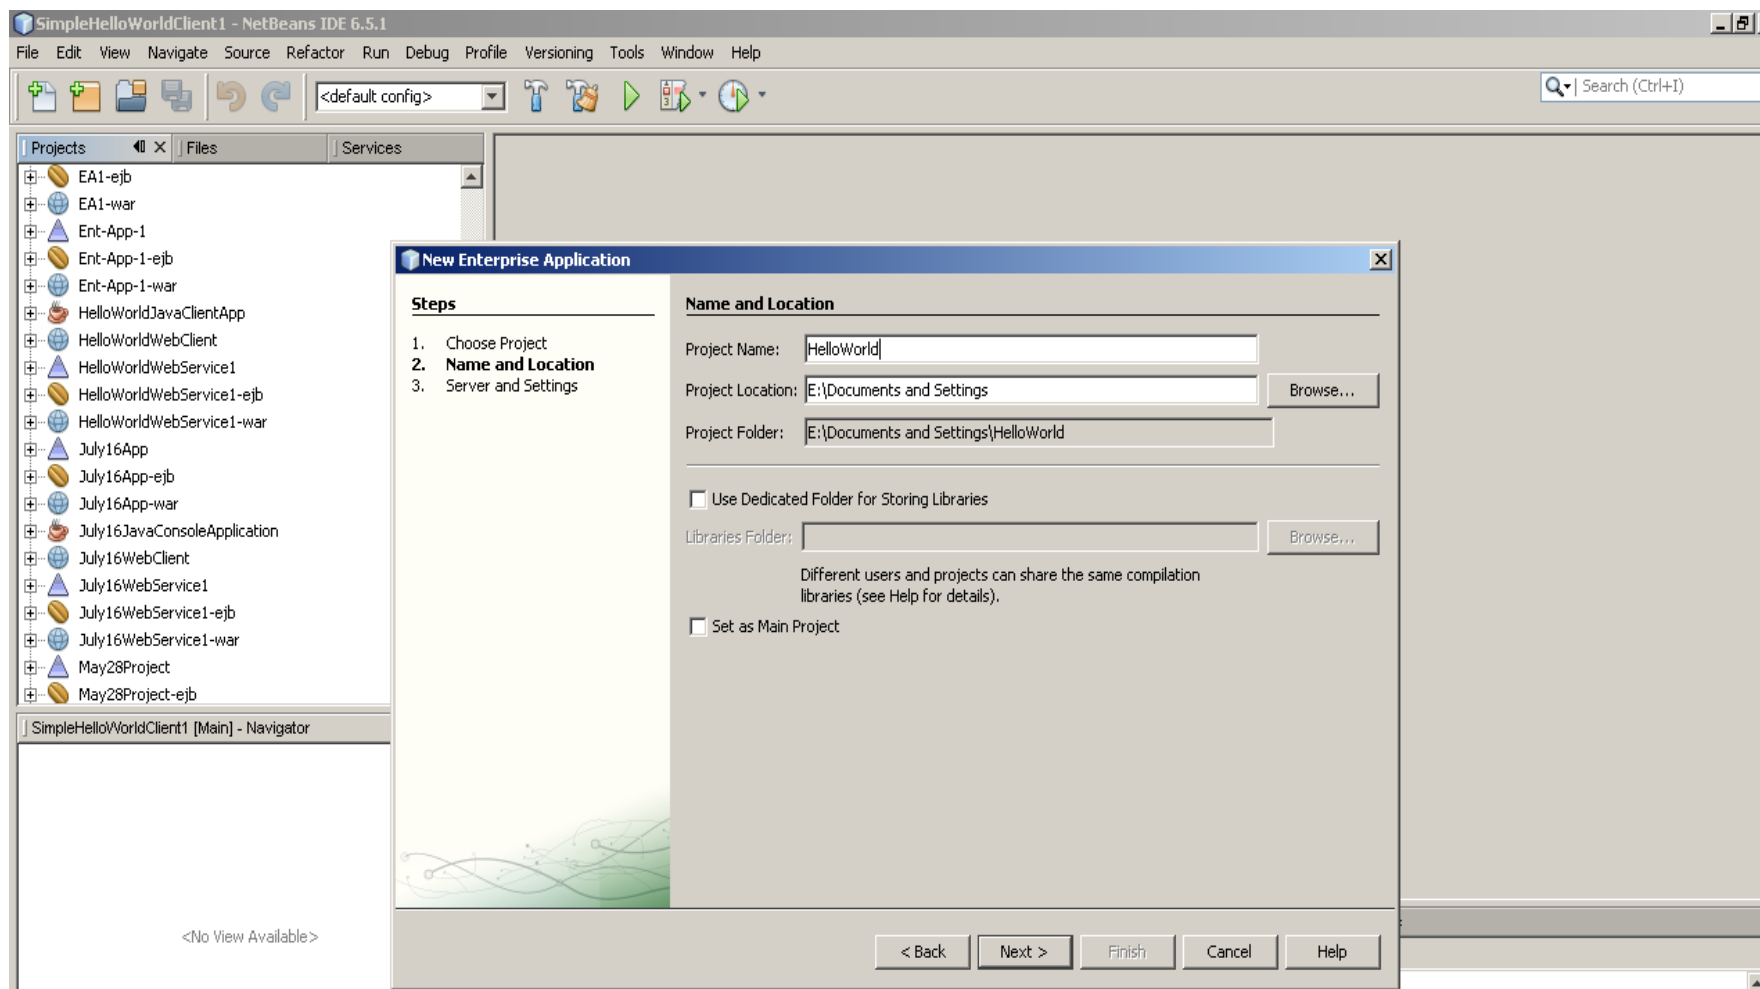 SimpleHelloWorldClient1 - NetBeans IDE 6.5.1
File Edit View Navigate Source Refactor Run Debug Profile Versioning Tools Window Help
<default config>
Search (Ctrl+I)
Projects Files Services
EA1-ejb
EA1-war
Ent-App-1
Ent-App-1-ejb
Ent-App-1-war
HelloWorldJavaClientApp
HelloWorldWebClient
HelloWorldWebService1
HelloWorldWebService1-ejb
HelloWorldWebService1-war
July16App
July16App-ejb
July16App-war
July16JavaConsoleApplication
July16WebClient
July16WebService1
July16WebService1-ejb
July16WebService1-war
May28Project
May28Project-ejb
SimpleHelloWorldClient1 [Main] - Navigator
<No View Available>
New Enterprise Application
Steps
1. Choose Project
2. Name and Location
3. Server and Settings
Name and Location
Project Name: HelloWorld
Project Location: E:\Documents and Settings Browse...
Project Folder: E:\Documents and Settings\HelloWorld
Use Dedicated Folder for Storing Libraries
Libraries Folder: Browse...
Different users and projects can share the same compilation
libraries (see Help for details).
Set as Main Project
< Back Next > Finish Cancel Help